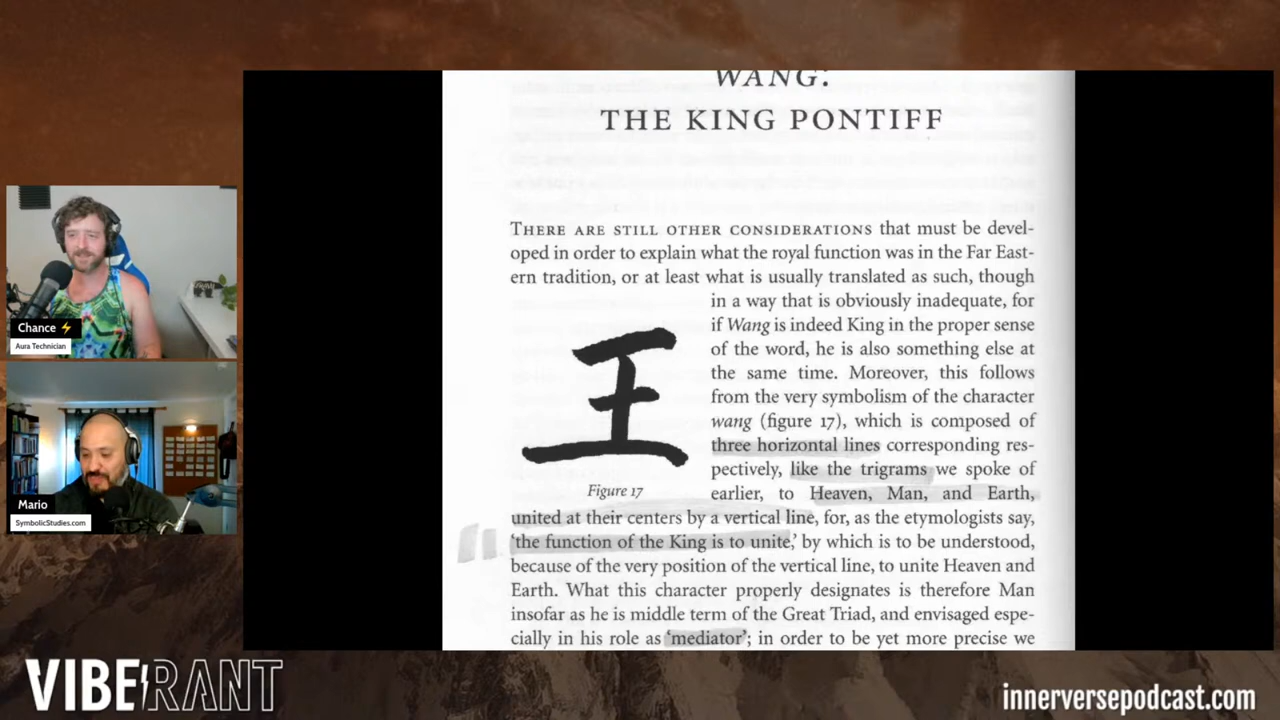 WANG:
THE KING PONTIFF
THERE ARE STILL OTHER CONSIDERATIONS that must be devel-
oped in order to explain what the royal function was in the Far East-
ern tradition, or at least what is usually translated as such, though
in a way that is obviously inadequate, for
if Wang is indeed King in the proper sense
of the word, he is also something else at
the same time. Moreover, this follows
from the very symbolism of the character
wang (figure 17), which is composed of
three horizontal lines corresponding res-
pectively, like the trigrams we spoke of
earlier, to Heaven, Man, and Earth,
王
Figure 17
united at their centers by a vertical line, for, as the etymologists say,
‘the function of the King is to unite,’ by which is to be understood,
because of the very position of the vertical line, to unite Heaven and
Earth. What this character properly designates is therefore Man
insofar as he is middle term of the Great Triad, and envisaged espe-
cially in his role as ‘mediator’; in order to be yet more precise we
Chance ⚡
Aura Technician
Mario
SymbolicStudies.com
VIBERANT
innerversepodcast.com